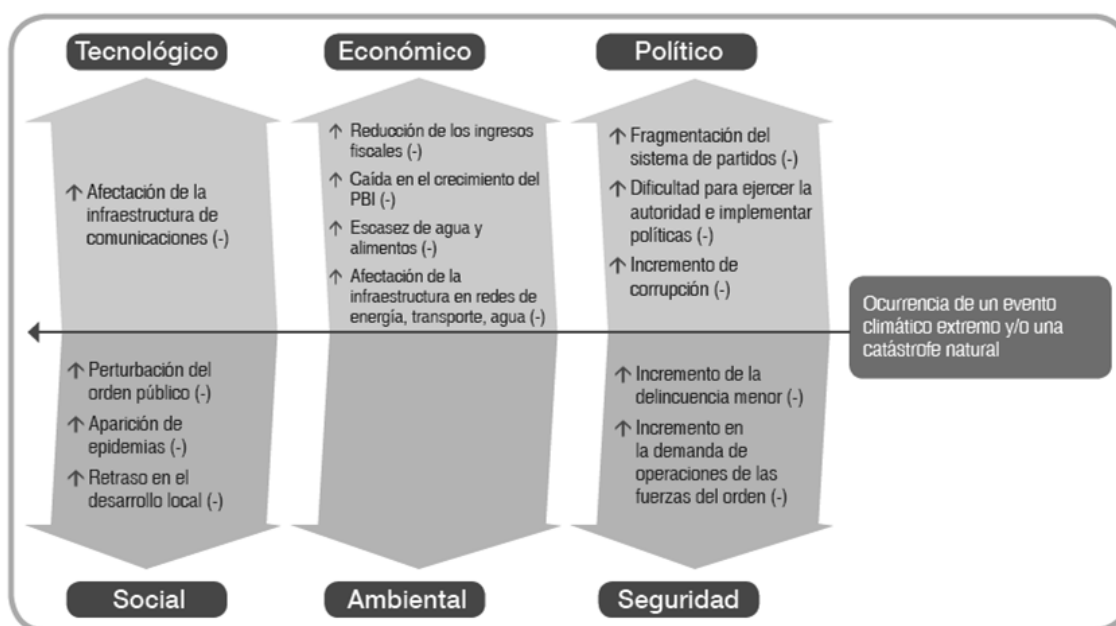 Tecnológico
Económico
Político
↑ Afectación de la
infraestructura de
comunicaciones (-)
↑ Reducción de los ingresos
fiscales (-)
↑ Caída en el crecimiento del
PBI (-)
↑ Escasez de agua y
alimentos (-)
↑ Afectación de la
infraestructura en redes de
energía, transporte, agua (-)
↑ Fragmentación del
sistema de partidos (-)
↑ Dificultad para ejercer la
autoridad e implementar
políticas (-)
↑ Incremento de
corrupción (-)
Ocurrencia de un evento
climático extremo y/o una
catástrofe natural
↑ Perturbación del
orden público (-)
↑ Aparición de
epidemias (-)
↑ Retraso en el
desarrollo local (-)
↑ Incremento de la
delincuencia menor (-)
↑ Incremento en
la demanda de
operaciones de las
fuerzas del orden (-)
Social
Ambiental
Seguridad